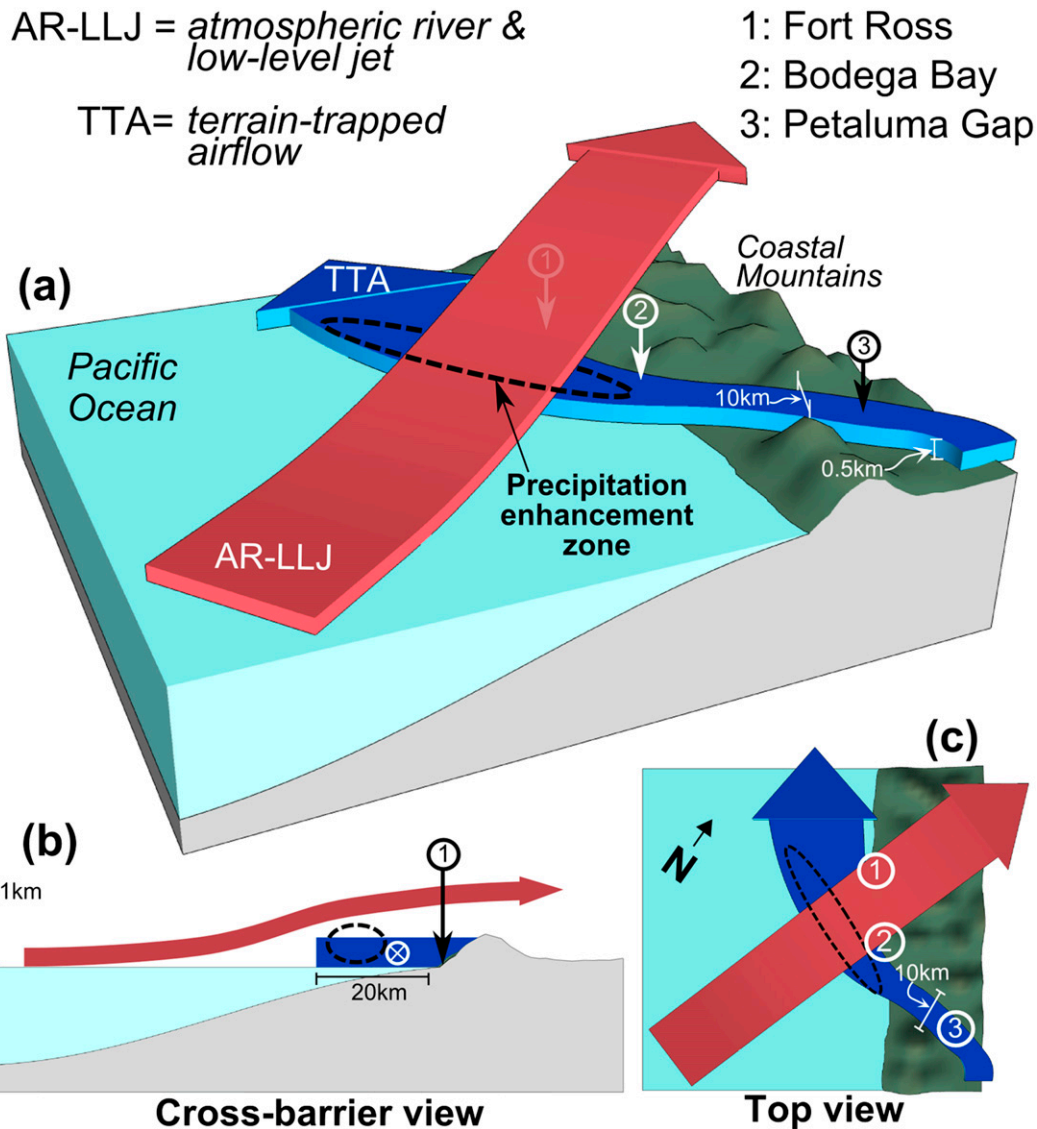 AR-LLJ = atmospheric river &
low-level jet
TTA= terrain-trapped
airflow
1: Fort Ross
2: Bodega Bay
3: Petaluma Gap
(a)
TTA
1
Coastal
Mountains
2
3
Pacific
Ocean
10km
0.5km
Precipitation
enhancement
zone
AR-LLJ
(b)
1
1km
20km
Cross-barrier view
(c)
N
1
2
10km
3
Top view